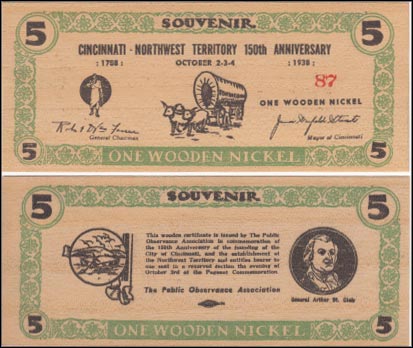 5 SOUVENIR 5
CINCINNATI - NORTHWEST TERRITORY 150th ANNIVERSARY
: 1788 : OCTOBER 2-3-4 : 1938 :
87
ONE WOODEN NICKEL
General Chairman
Mayor of Cincinnati
5 ONE WOODEN NICKEL 5
5 SOUVENIR 5
This wooden certificate is issued by The Public
Observance Association in commemoration of
the 150th Anniversary of the founding of the
City of Cincinnati, and the establishment of
the Northwest Territory and entitles bearer to
one seat in a reserved section the evening of
October 3rd of the Pageant Commemoration.
The Public Observance Association
General Arthur St. Clair
5 ONE WOODEN NICKEL 5